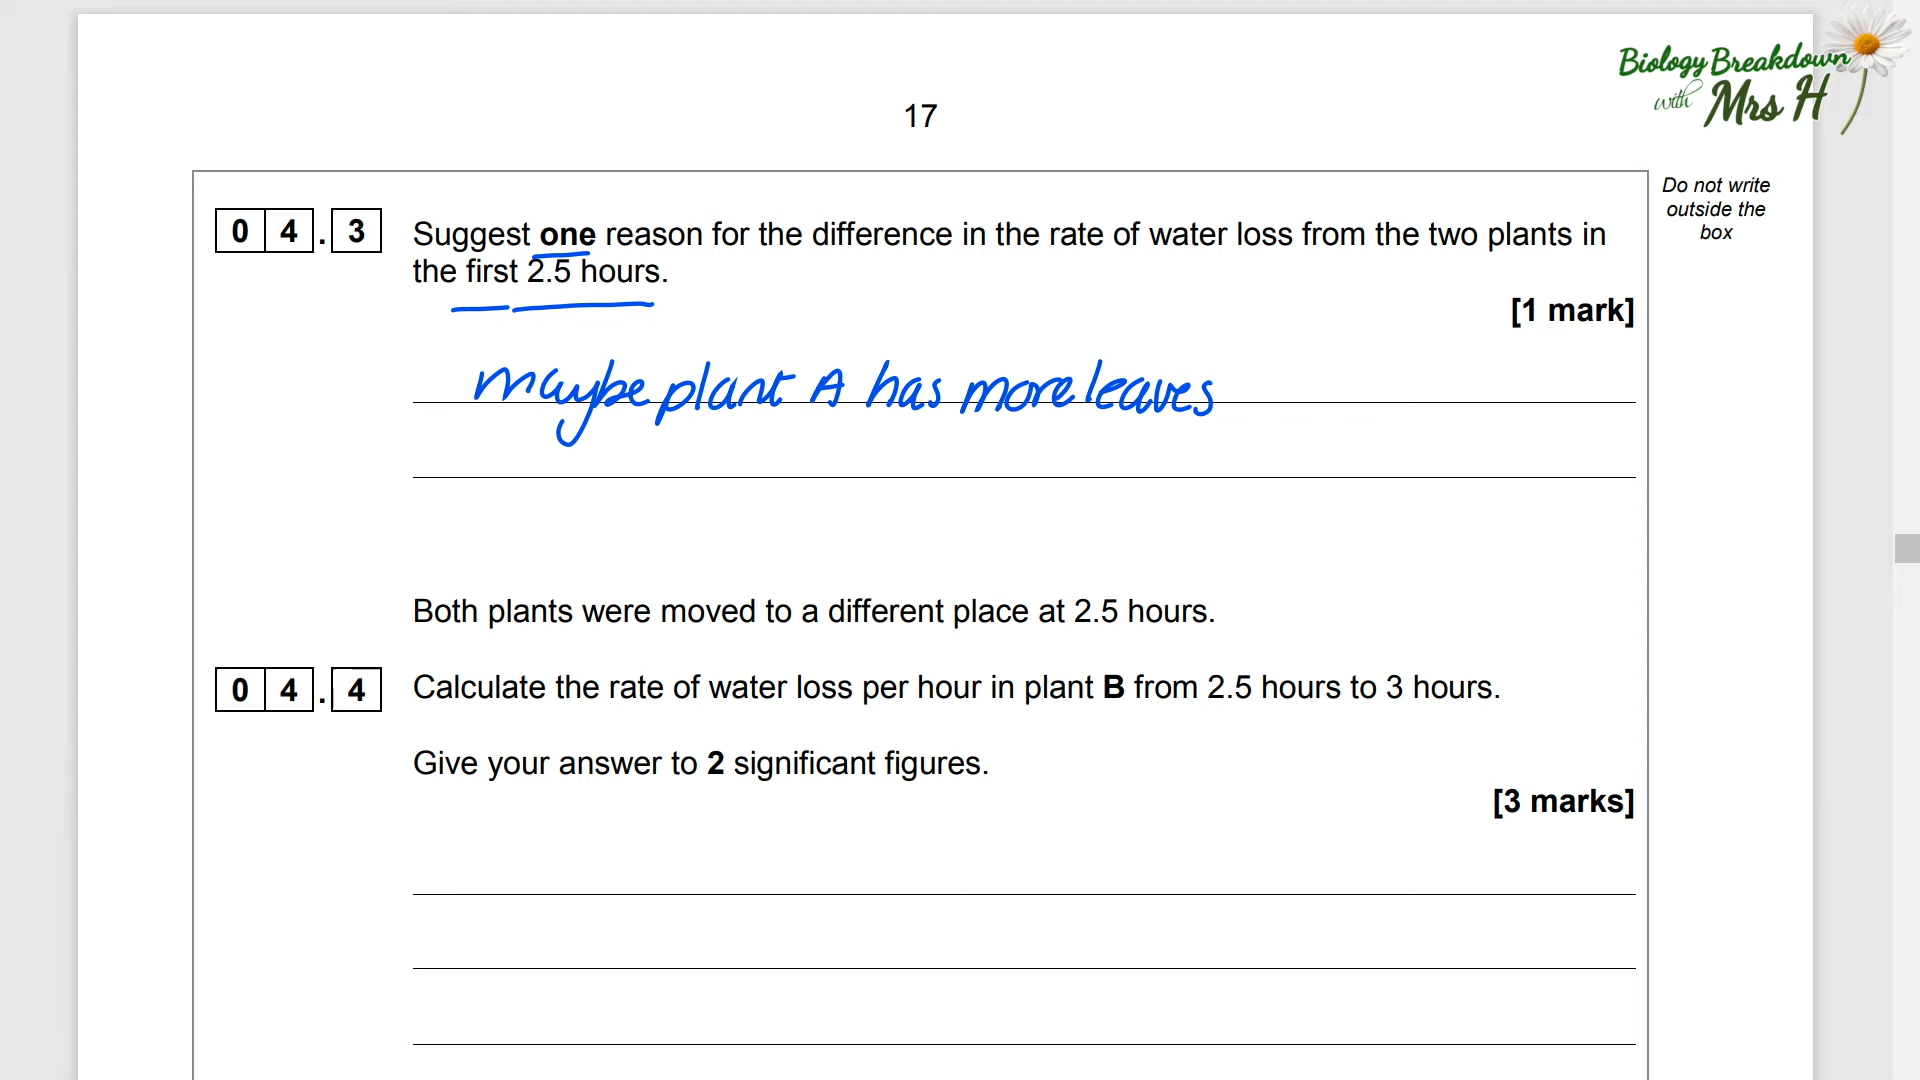 Biology Breakdown
with Mrs H
17
Do not write
outside the
box
0 4 . 3 Suggest one reason for the difference in the rate of water loss from the two plants in
the first 2.5 hours.
[1 mark]
maybe plant A has more leaves
Both plants were moved to a different place at 2.5 hours.
0 4 . 4 Calculate the rate of water loss per hour in plant B from 2.5 hours to 3 hours.
Give your answer to 2 significant figures.
[3 marks]